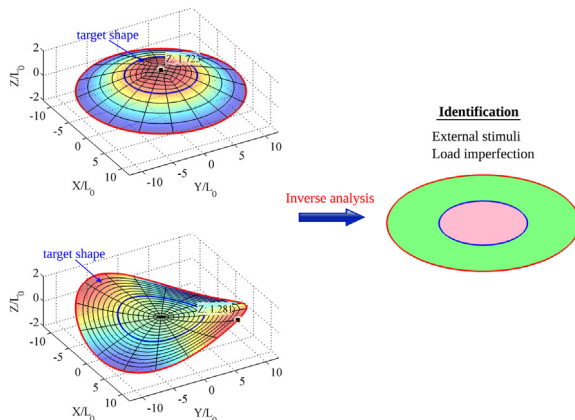 target shape
Z: 1.723
2
0
-2
Z/L0
-10
-5
0
5
10
X/L0
-10
-5
0
5
10
Y/L0
Identification
External stimuli
Load imperfection
Inverse analysis
target shape
Z: 1.281
2
0
-2
Z/L0
-10
-5
0
5
10
X/L0
-10
-5
0
5
10
Y/L0